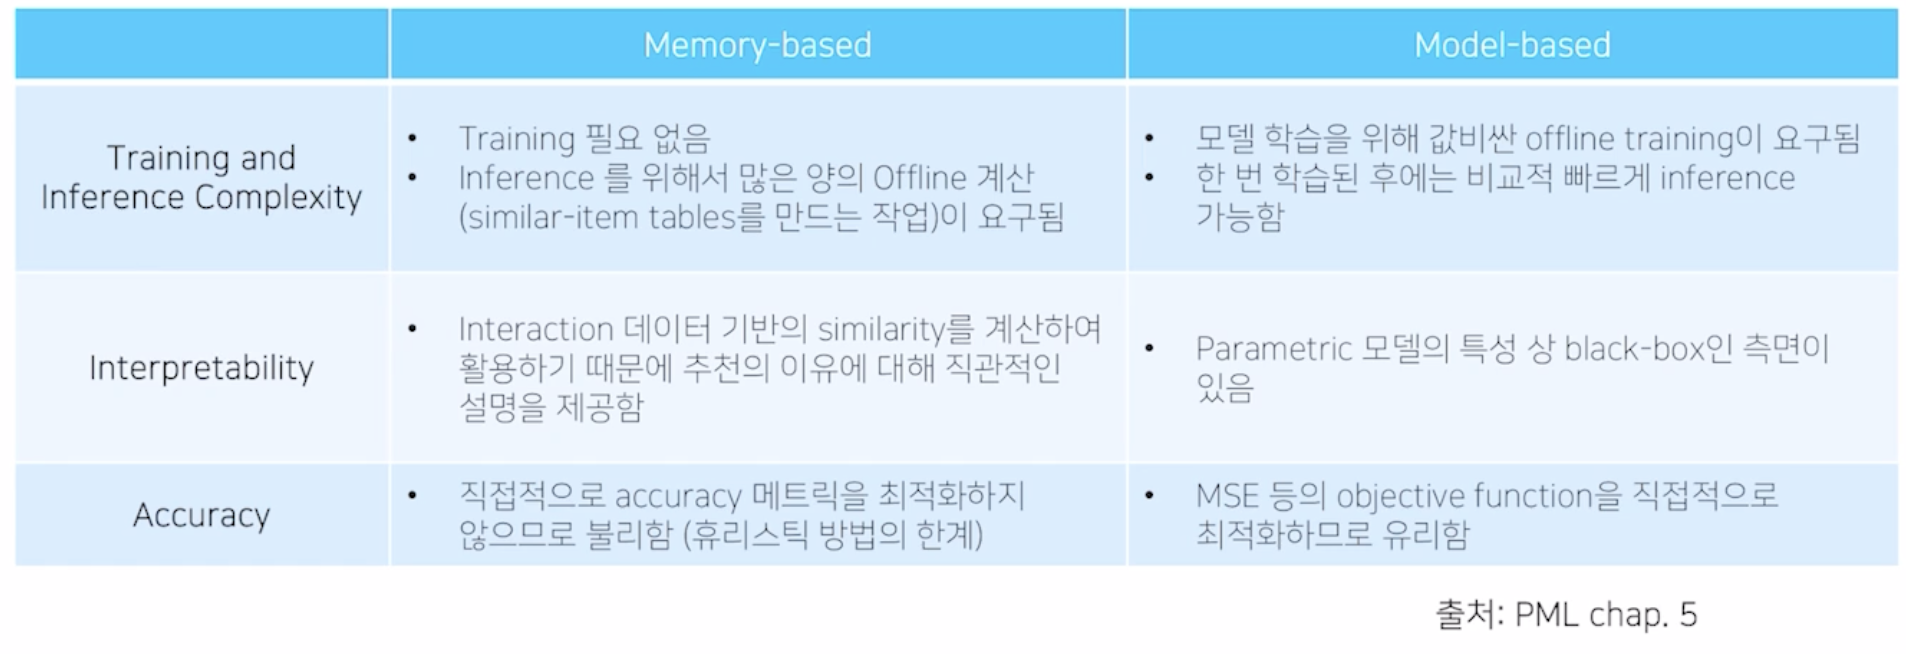 Memory-based
Model-based
Training and
Inference Complexity
• Training 필요 없음
• Inference 를 위해서 많은 양의 Offline 계산
(similar-item tables를 만드는 작업)이 요구됨
• 모델 학습을 위해 값비싼 offline training이 요구됨
• 한 번 학습된 후에는 비교적 빠르게 inference
가능함
Interpretability
• Interaction 데이터 기반의 similarity를 계산하여
활용하기 때문에 추천의 이유에 대해 직관적인
설명을 제공함
• Parametric 모델의 특성 상 black-box인 측면이
있음
Accuracy
• 직접적으로 accuracy 메트릭을 최적화하지
않으므로 불리함 (휴리스틱 방법의 한계)
• MSE 등의 objective function을 직접적으로
최적화하므로 유리함
출처: PML chap. 5